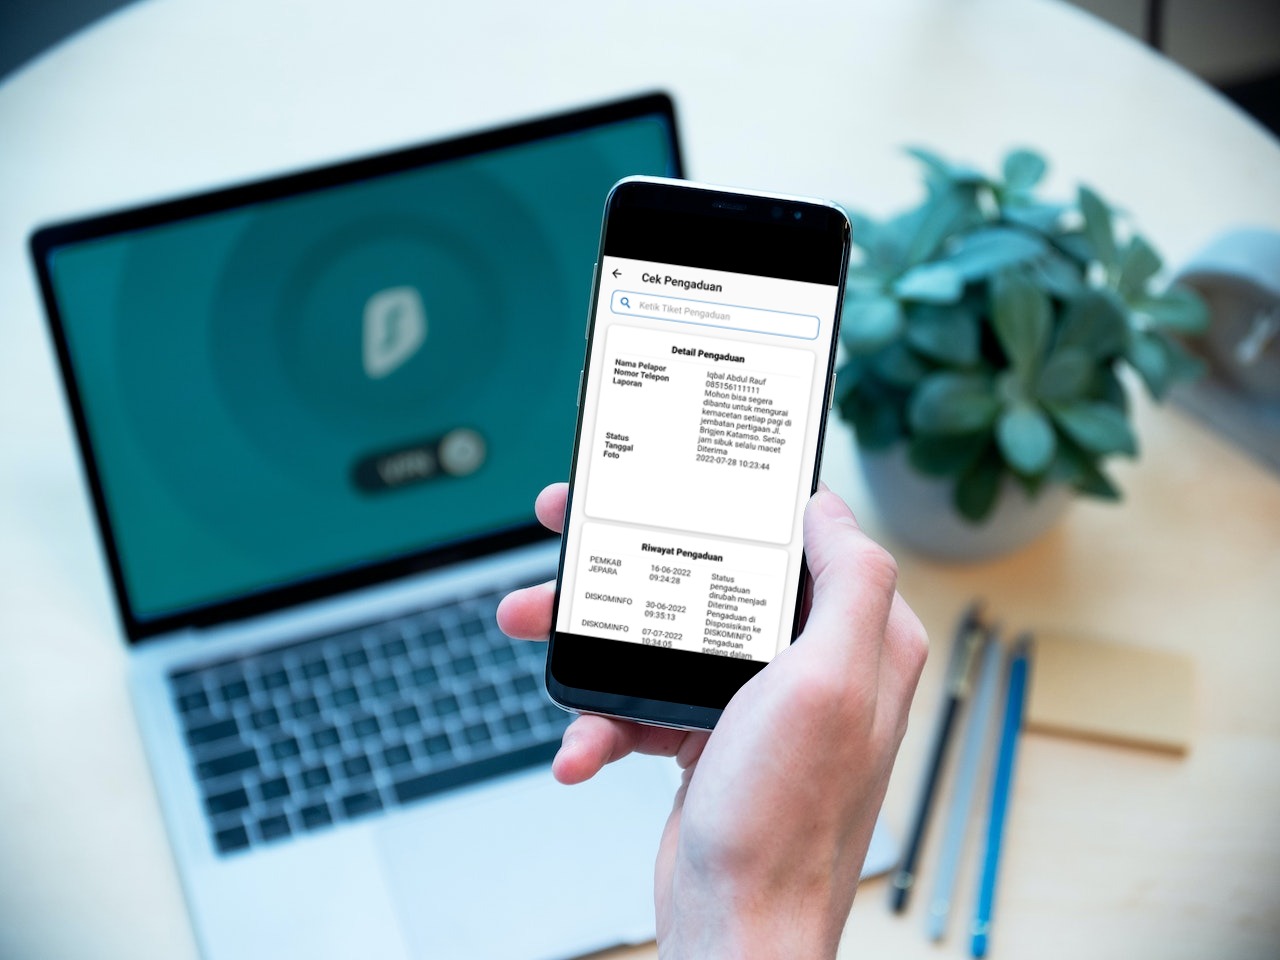 Cek Pengaduan
Ketik Tiket Pengaduan
Detail Pengaduan
Nama Pelapor Iqbal Abdul Rauf
Nomor Telepon 085156111111
Laporan Mohon bisa segera
dibantu untuk mengurai
kemacetan setiap pagi di
jembatan pertigaan Jl.
Brigjen Katamso. Setiap
jam sibuk selalu macet
Status Diterima
Tanggal 2022-07-28 10:23:44
Foto
Riwayat Pengaduan
PEMKAB 16-06-2022 Status
JEPARA 09:24:28 pengaduan
dirubah menjadi
Diterima
DISKOMINFO 30-06-2022 Pengaduan di
09:35:13 Disposisikan ke
DISKOMINFO
DISKOMINFO 07-07-2022 Pengaduan
10:34:05 sedang dalam
VPN